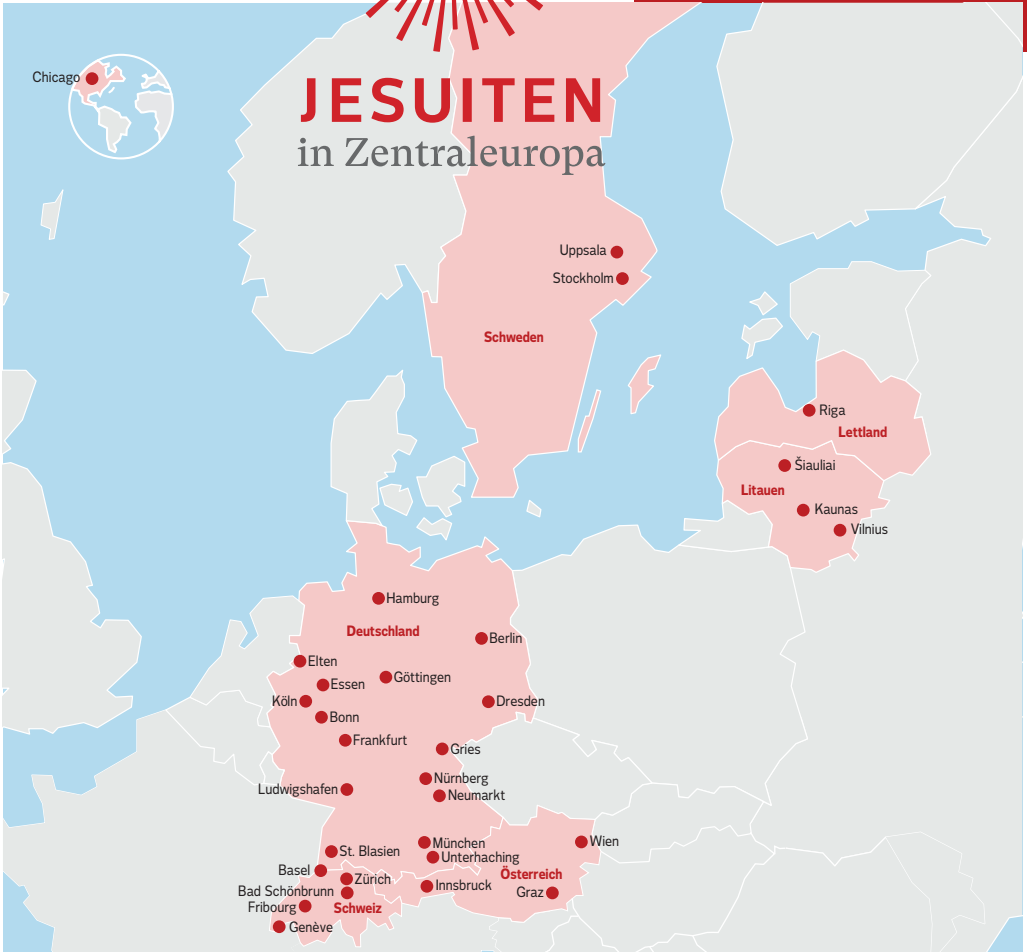 Chicago
JESUITEN
in Zentraleuropa
Uppsala
Stockholm
Schweden
Riga
Lettland
Šiauliai
Litauen
Kaunas
Vilnius
Hamburg
Deutschland
Berlin
Elten
Göttingen
Essen
Köln
Dresden
Bonn
Frankfurt
Gries
Nürnberg
Ludwigshafen
Neumarkt
München
Wien
St. Blasien
Unterhaching
Basel
Österreich
Zürich
Innsbruck
Bad Schönbrunn
Graz
Fribourg
Schweiz
Genève